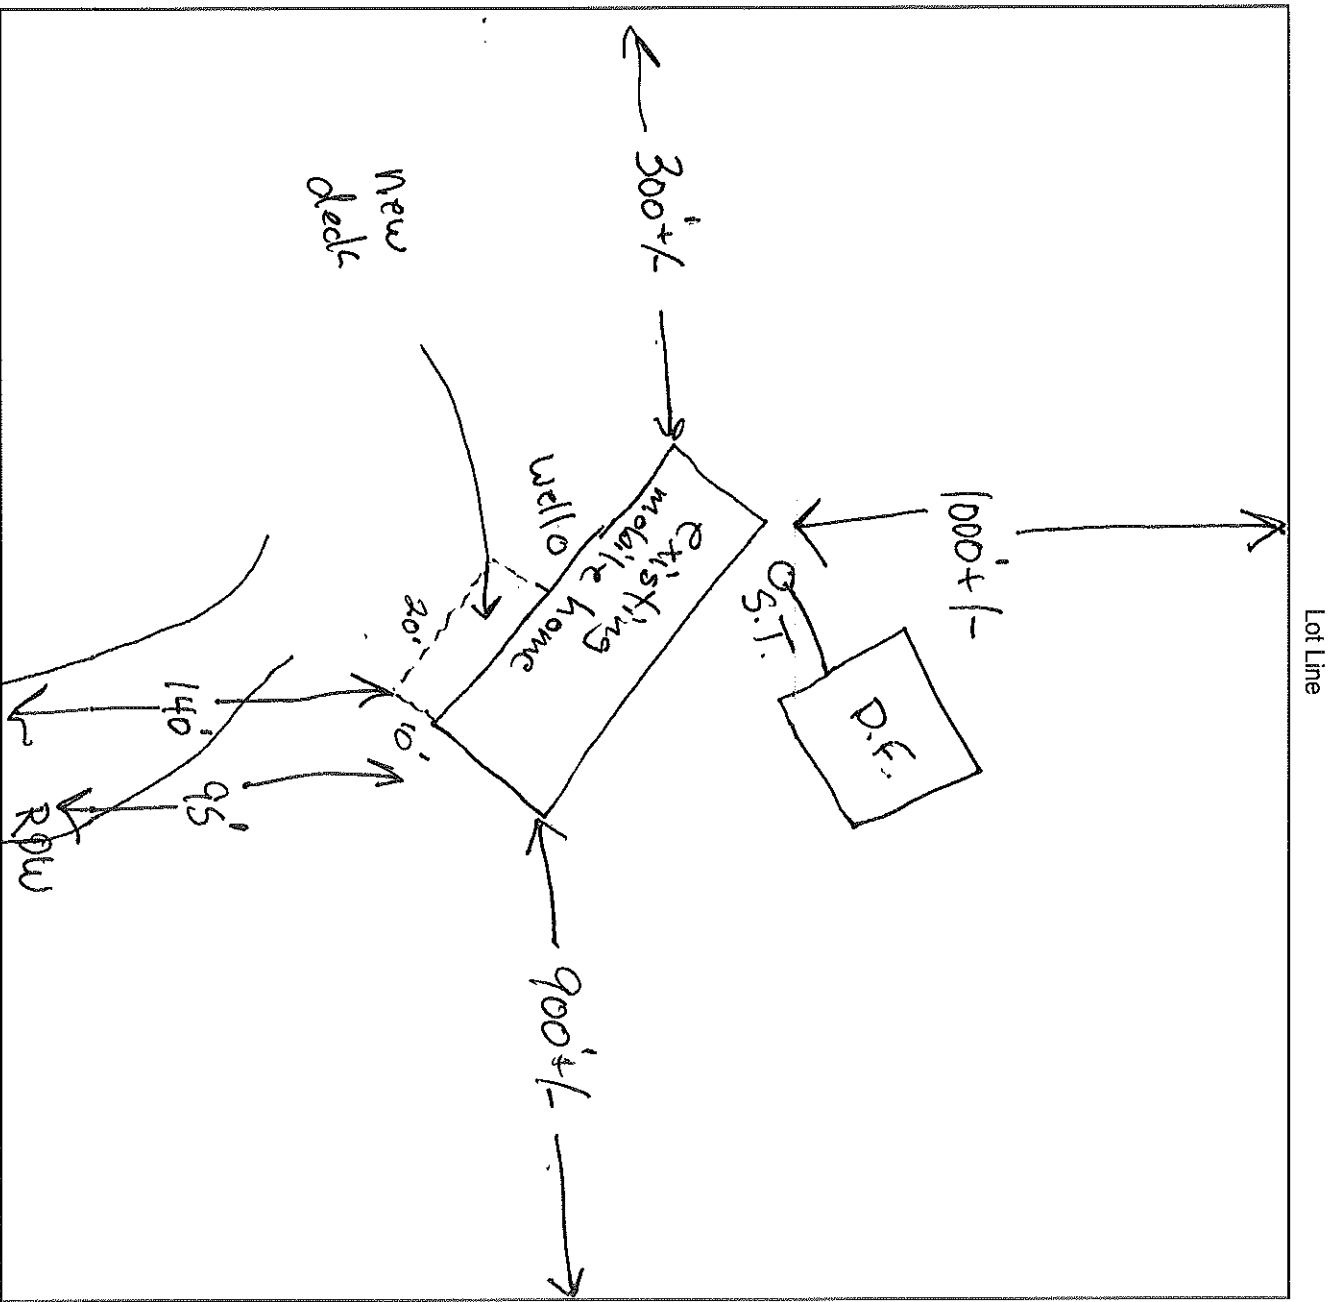 Lot Line
1000'+/-
300'+/-
S.T.
D.F.
existing
mobile home
well
new
deck
20'
10'
900'+/-
140'
95'
ROW